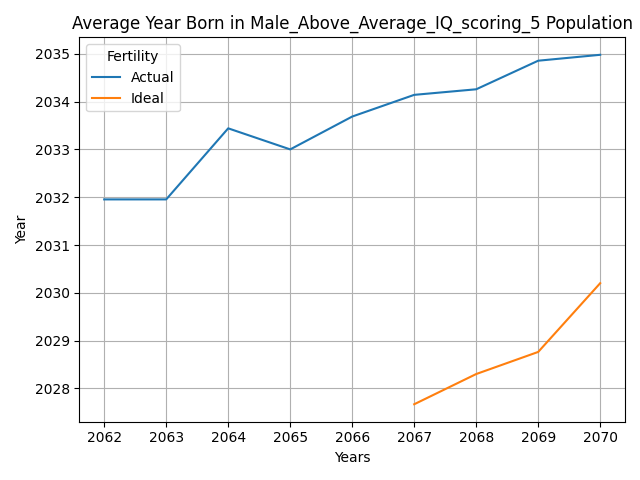 Average Year Born in Male_Above_Average_IQ_scoring_5 Population
Fertility
Actual
Ideal
2035
2034
2033
2032
2031
2030
2029
2028
Year
2062 2063 2064 2065 2066 2067 2068 2069 2070
Years